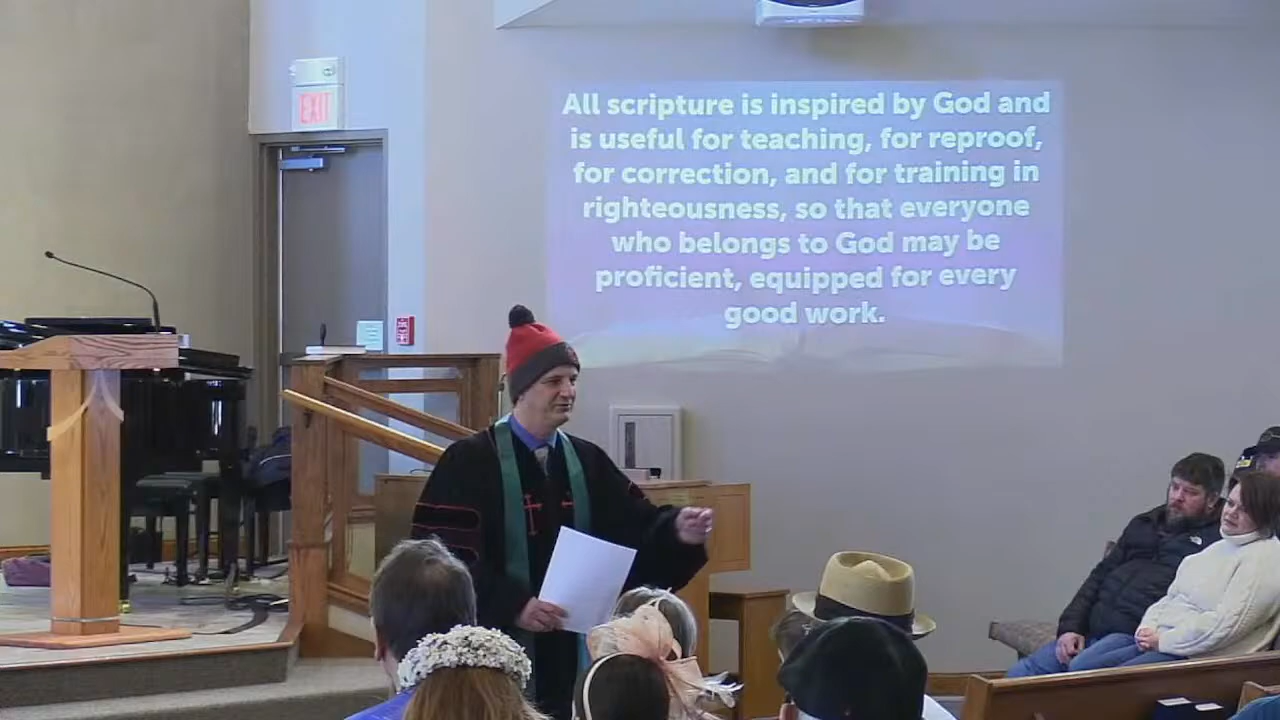 EXIT
All scripture is inspired by God and
is useful for teaching, for reproof,
for correction, and for training in
righteousness, so that everyone
who belongs to God may be
proficient, equipped for every
good work.